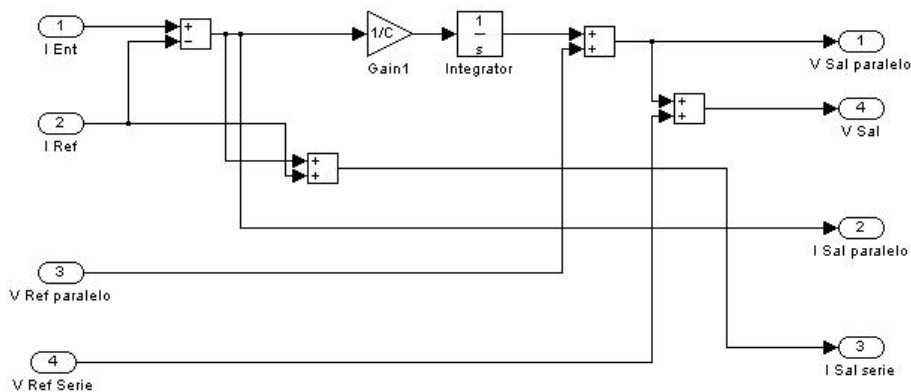 1
I Ent
+
−
1/C
Gain1
1
s
Integrator
+
+
1
V Sal paralelo
+
+
4
V Sal
2
I Ref
+
+
2
I Sal paralelo
3
V Ref paralelo
3
I Sal serie
4
V Ref Serie